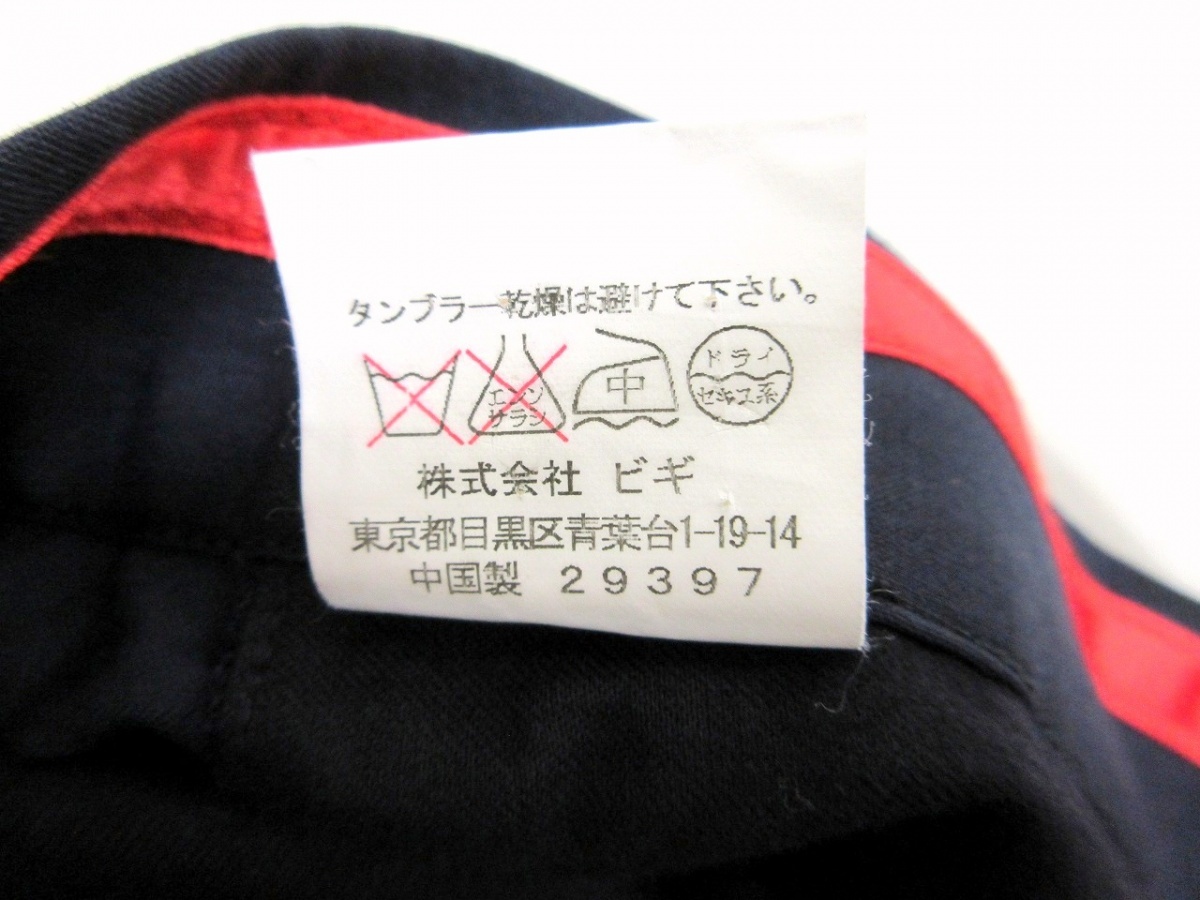 タンブラー乾燥は避けて下さい。
エンソ
サラシ
中
ドライ
セキユ系
株式会社 ビギ
東京都目黒区青葉台1-19-14
中国製 29397